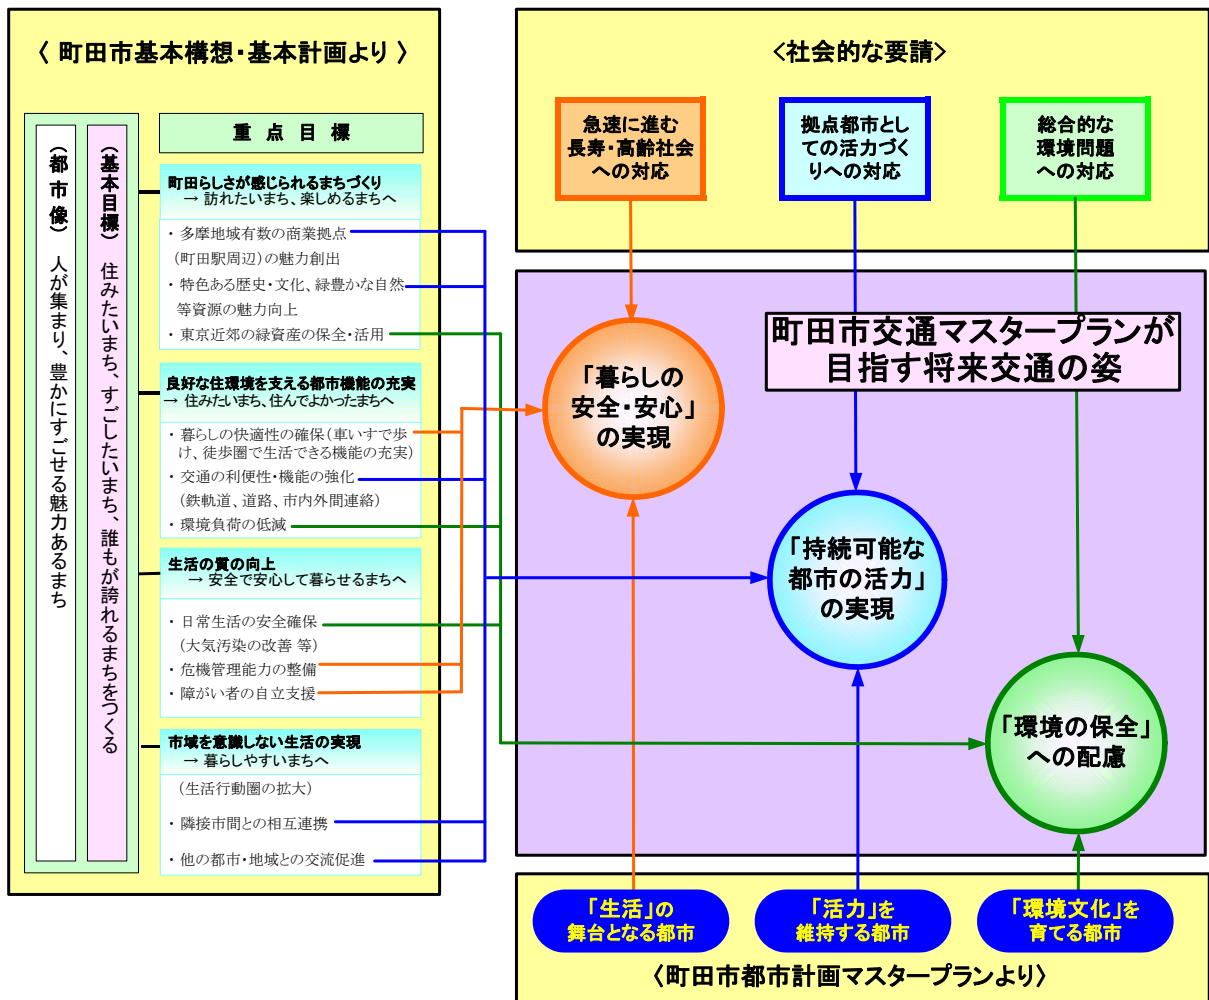 〈 町田市基本構想・基本計画より 〉
（都市像） 人が集まり、豊かにすごせる魅力あるまち
（基本目標） 住みたいまち、すごしたいまち、誰もが誇れるまちをつくる
重 点 目 標
町田らしさが感じられるまちづくり
→ 訪れたいまち、楽しめるまちへ
・ 多摩地域有数の商業拠点
（町田駅周辺）の魅力創出
・ 特色ある歴史・文化、緑豊かな自然
等資源の魅力向上
・ 東京近郊の緑資産の保全・活用
良好な住環境を支える都市機能の充実
→ 住みたいまち、住んでよかったまちへ
・ 暮らしの快適性の確保（車いすで歩
け、徒歩圏で生活できる機能の充実）
・ 交通の利便性・機能の強化
（鉄軌道、道路、市内外間連絡）
・ 環境負荷の低減
生活の質の向上
→ 安全で安心して暮らせるまちへ
・ 日常生活の安全確保
（大気汚染の改善 等）
・ 危機管理能力の整備
・ 障がい者の自立支援
市域を意識しない生活の実現
→ 暮らしやすいまちへ
（生活行動圏の拡大）
・ 隣接市間との相互連携
・ 他の都市・地域との交流促進
〈社会的な要請〉
急速に進む
長寿・高齢社会
への対応
拠点都市とし
ての活力づく
りへの対応
総合的な
環境問題
への対応
町田市交通マスタープランが
目指す将来交通の姿
「暮らしの
安全・安心」
の実現
「持続可能な
都市の活力」
の実現
「環境の保全」
への配慮
「生活」の
舞台となる都市
「活力」を
維持する都市
「環境文化」を
育てる都市
〈町田市都市計画マスタープランより〉